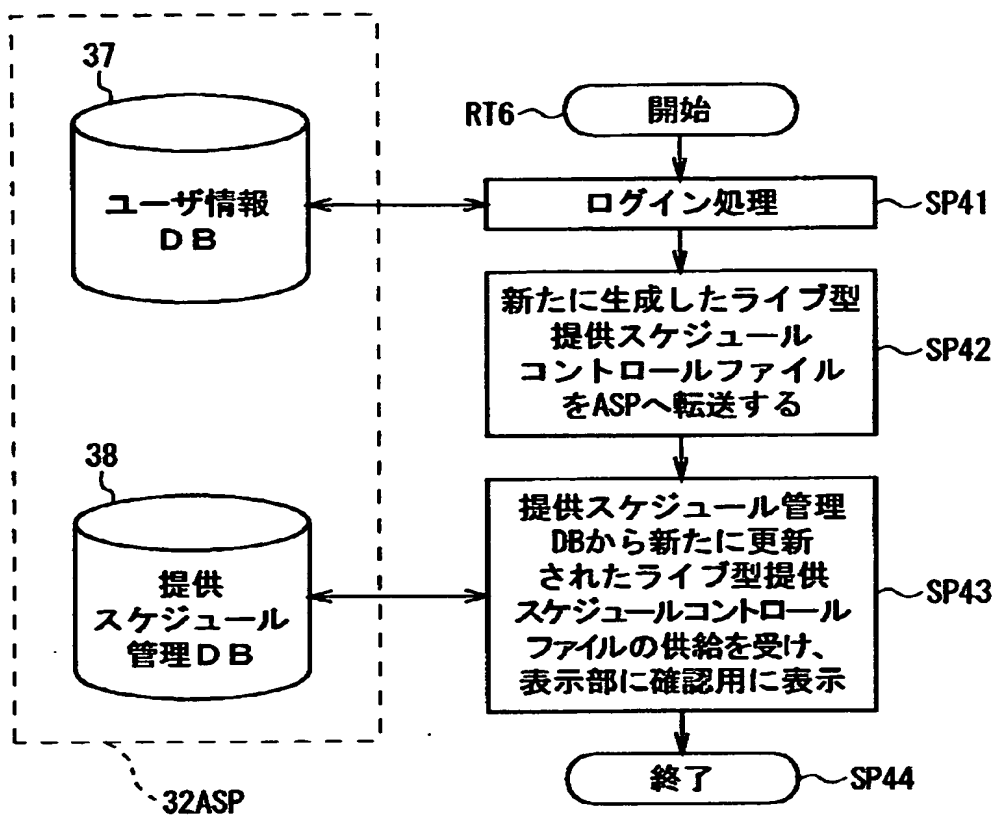 37
ユーザ情報
DB
38
提供
スケジュール
管理DB
32ASP
RT6
開始
ログイン処理
SP41
新たに生成したライブ型
提供スケジュール
コントロールファイル
をASPへ転送する
SP42
提供スケジュール管理
DBから新たに更新
されたライブ型提供
スケジュールコントロール
ファイルの供給を受け、
表示部に確認用に表示
SP43
終了
SP44